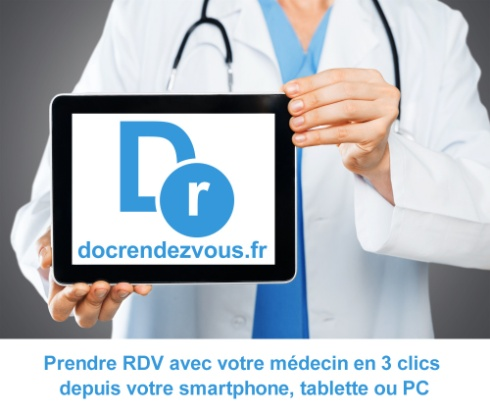 Dr
docrendezvous.fr
Prendre RDV avec votre médecin en 3 clics
depuis votre smartphone, tablette ou PC